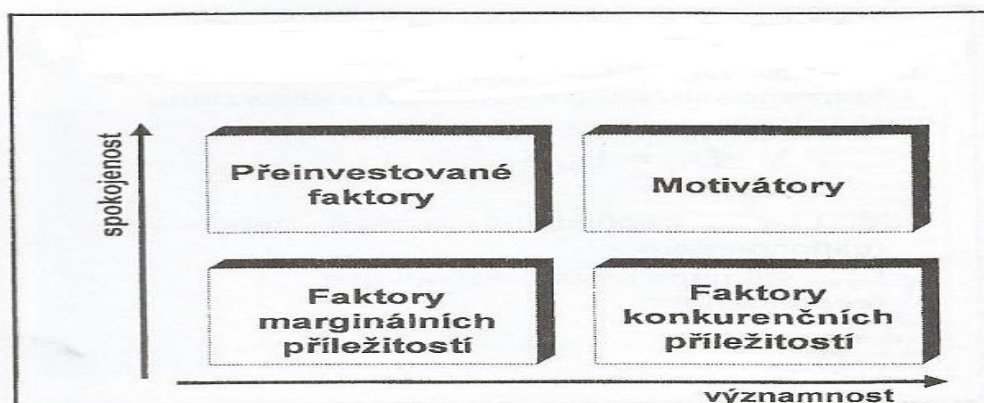 spokojenost
Přeinvestované
faktory
Motivátory
Faktory
marginálních
příležitostí
Faktory
konkurenčních
příležitostí
významnost